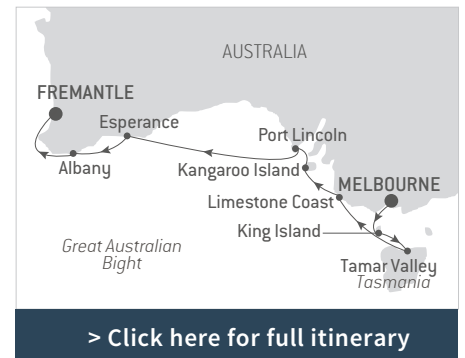 AUSTRALIA
FREMANTLE
Esperance
Port Lincoln
Albany
Kangaroo Island
MELBOURNE
Limestone Coast
King Island
Great Australian
Bight
Tamar Valley
Tasmania
> Click here for full itinerary